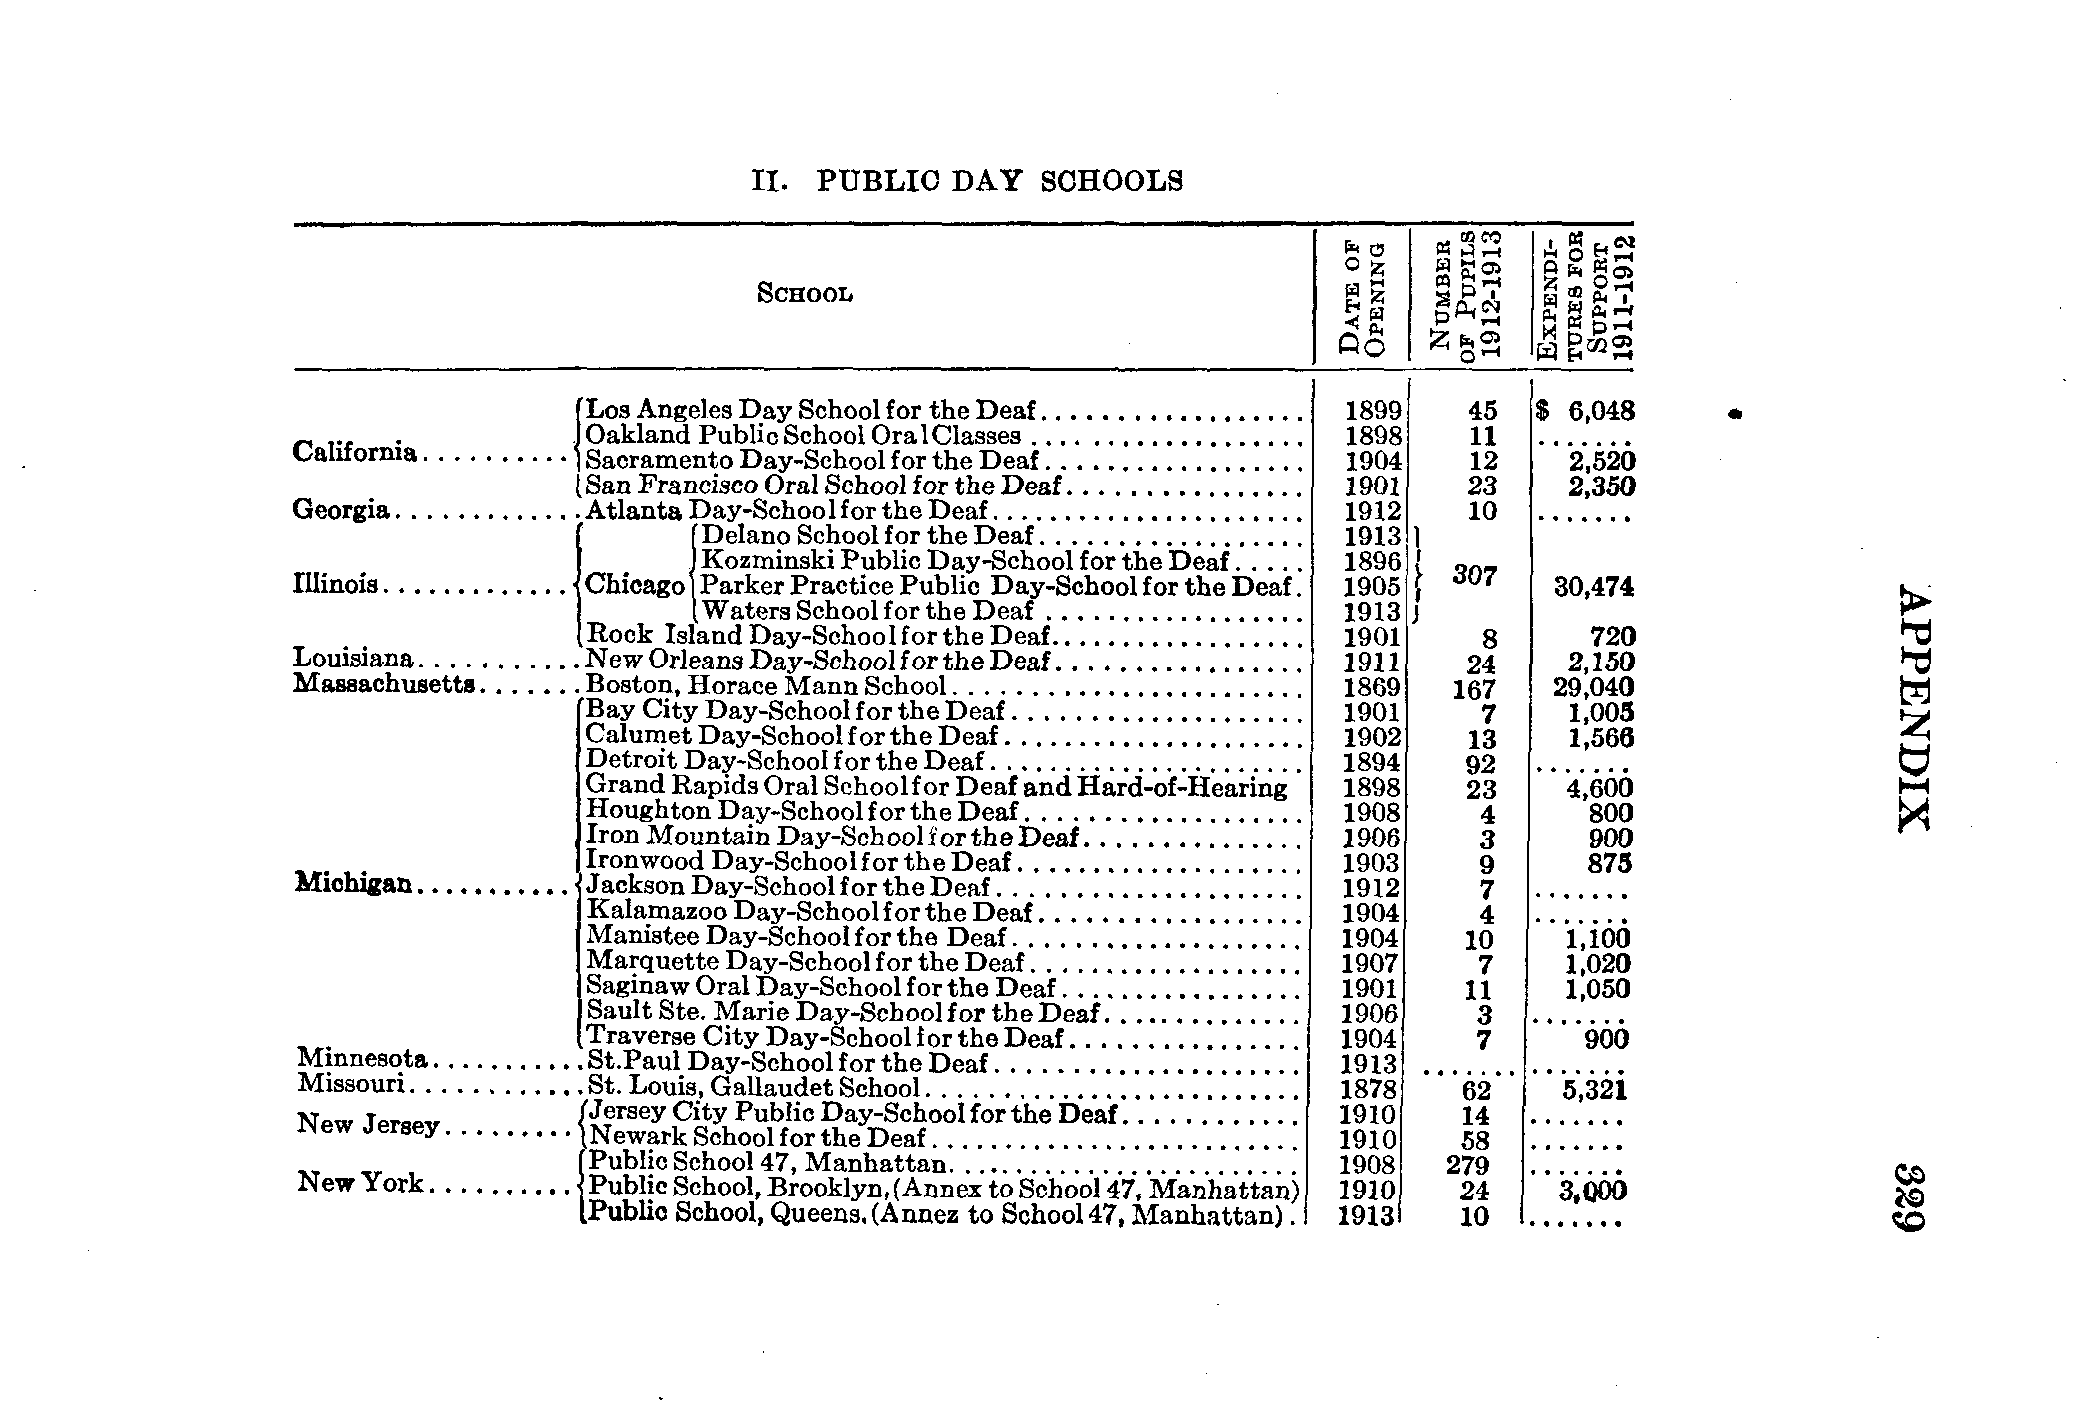 II. PUBLIC DAY SCHOOLS
SCHOOL
DATE OF OPENING
NUMBER OF PUPILS 1912-1913
EXPENDI-TURES FOR SUPPORT 1911-1912
California
Los Angeles Day School for the Deaf 1899 45 $ 6,048
Oakland Public School Oral Classes 1898 11 .......
Sacramento Day-School for the Deaf 1904 12 2,520
San Francisco Oral School for the Deaf 1901 23 2,350
Georgia Atlanta Day-School for the Deaf 1912 10 .......
Illinois
Chicago
Delano School for the Deaf 1913
Kozminski Public Day-School for the Deaf 1896
Parker Practice Public Day-School for the Deaf 1905 307 30,474
Waters School for the Deaf 1913
Rock Island Day-School for the Deaf 1901 8 720
Louisiana New Orleans Day-School for the Deaf 1911 24 2,150
Massachusetts Boston, Horace Mann School 1869 167 29,040
Michigan
Bay City Day-School for the Deaf 1901 7 1,005
Calumet Day-School for the Deaf 1902 13 1,566
Detroit Day-School for the Deaf 1894 92 .......
Grand Rapids Oral School for Deaf and Hard-of-Hearing 1898 23 4,600
Houghton Day-School for the Deaf 1908 4 800
Iron Mountain Day-School for the Deaf 1906 3 900
Ironwood Day-School for the Deaf 1903 9 875
Jackson Day-School for the Deaf 1912 7 .......
Kalamazoo Day-School for the Deaf 1904 4 .......
Manistee Day-School for the Deaf 1904 10 1,100
Marquette Day-School for the Deaf 1907 7 1,020
Saginaw Oral Day-School for the Deaf 1901 11 1,050
Sault Ste. Marie Day-School for the Deaf 1906 3 .......
Traverse City Day-School for the Deaf 1904 7 900
Minnesota St. Paul Day-School for the Deaf 1913 ....... .......
Missouri St. Louis, Gallaudet School 1878 62 5,321
New Jersey
Jersey City Public Day-School for the Deaf 1910 14 .......
Newark School for the Deaf 1910 58 .......
New York
Public School 47, Manhattan 1908 279 .......
Public School, Brooklyn, (Annex to School 47, Manhattan) 1910 24 3,000
Public School, Queens, (Annez to School 47, Manhattan) 1913 10 .......
APPENDIX
329